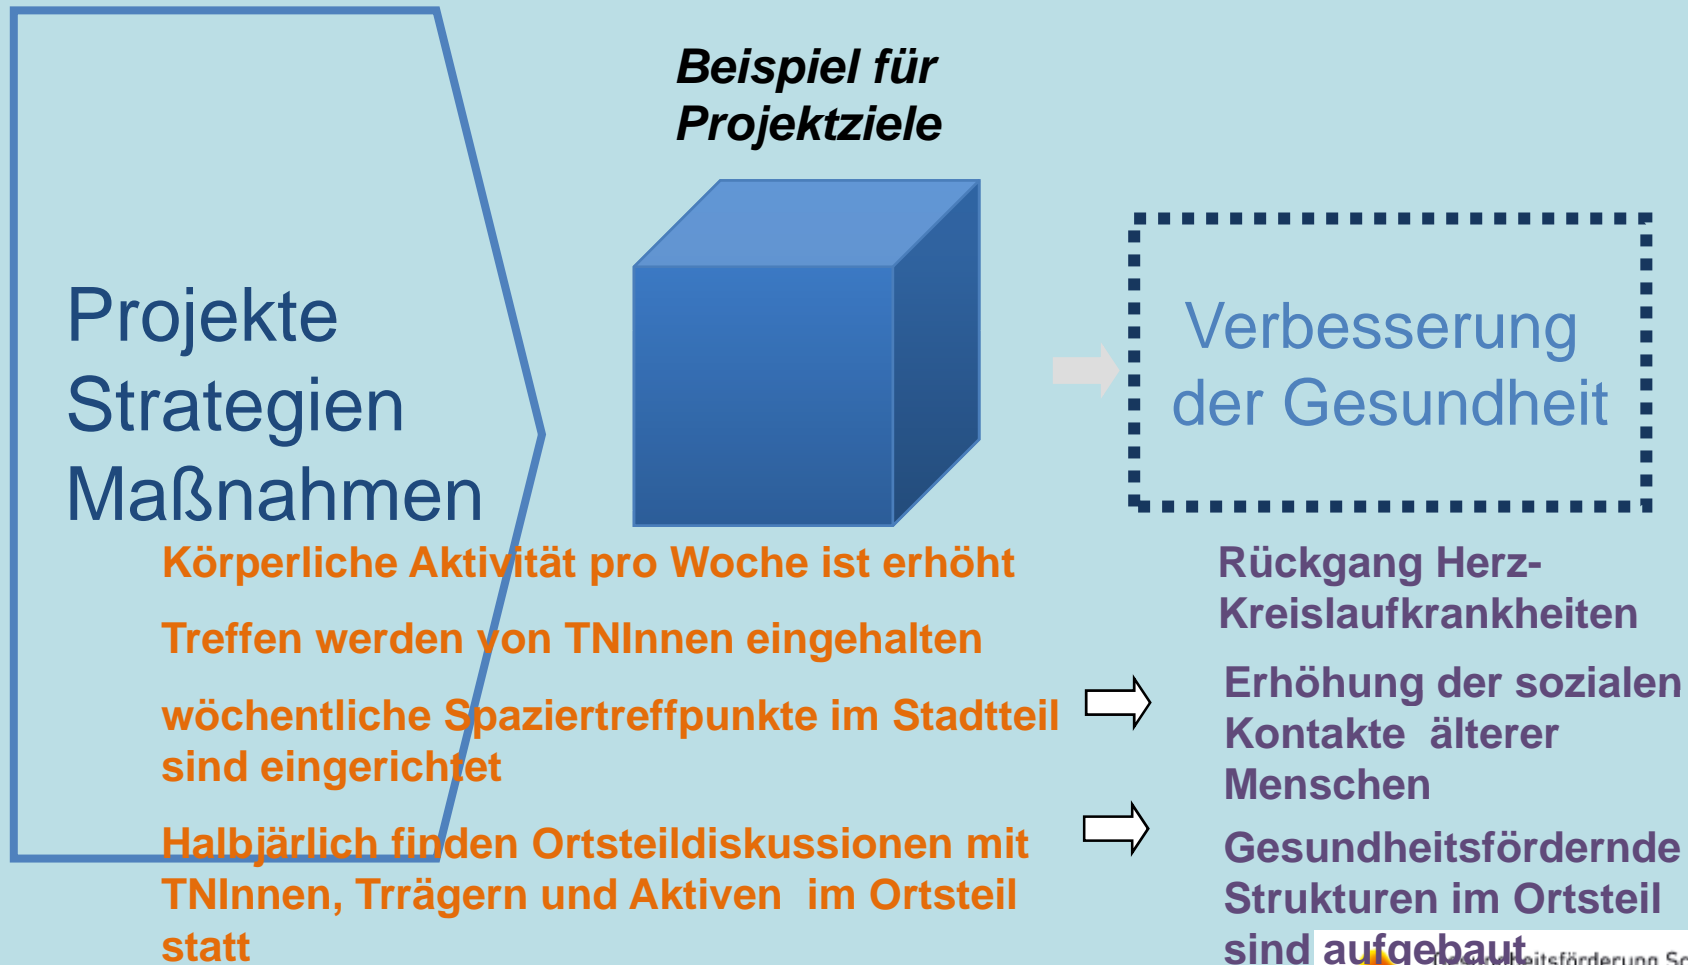 Beispiel für
Projektziele
Projekte
Strategien
Maßnahmen
Verbesserung
der Gesundheit
Körperliche Aktivität pro Woche ist erhöht
Treffen werden von TNInnen eingehalten
wöchentliche Spaziertreffpunkte im Stadtteil
sind eingerichtet
Halbjärlich finden Ortsteildiskussionen mit
TNInnen, Trrägern und Aktiven im Ortsteil
statt
Rückgang Herz-
Kreislaufkrankheiten
Erhöhung der sozialen
Kontakte älterer
Menschen
Gesundheitsfördernde
Strukturen im Ortsteil
sind aufgebaut